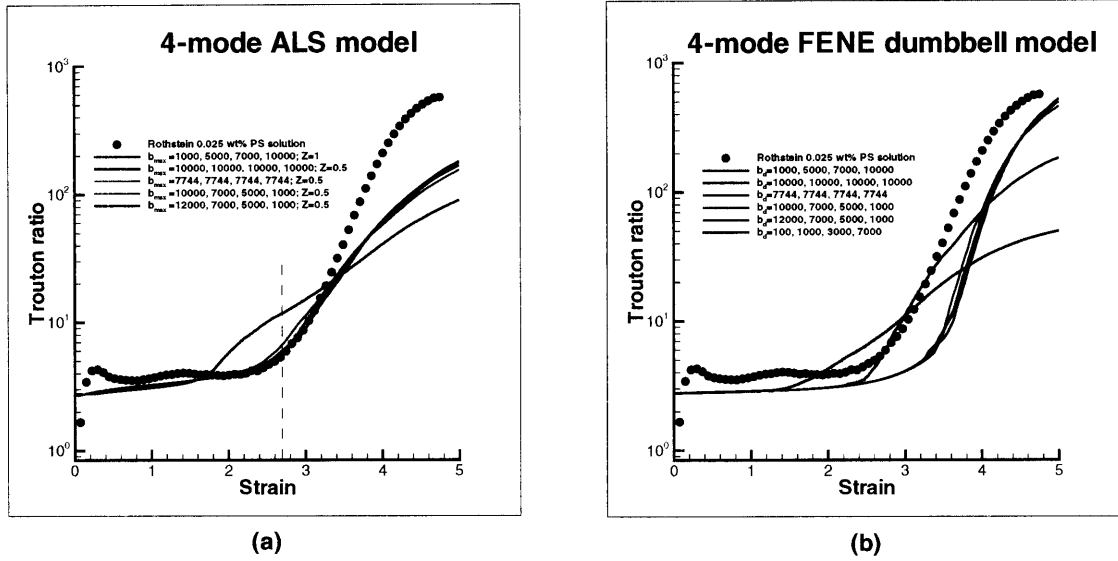 4-mode ALS model
10³
10²
10¹
10⁰
Trouton ratio
Rothstein 0.025 wt% PS solution
b_max =1000, 5000, 7000, 10000; Z=1
b_max =10000, 10000, 10000, 10000; Z=0.5
b_max =7744, 7744, 7744, 7744; Z=0.5
b_max =10000, 7000, 5000, 1000; Z=0.5
b_max =12000, 7000, 5000, 1000; Z=0.5
0 1 2 3 4 5
Strain
(a)
4-mode FENE dumbbell model
10³
10²
10¹
10⁰
Trouton ratio
Rothstein 0.025 wt% PS solution
b_d=1000, 5000, 7000, 10000
b_d=10000, 10000, 10000, 10000
b_d=7744, 7744, 7744, 7744
b_d=10000, 7000, 5000, 1000
b_d=12000, 7000, 5000, 1000
b_d=100, 1000, 3000, 7000
0 1 2 3 4 5
Strain
(b)